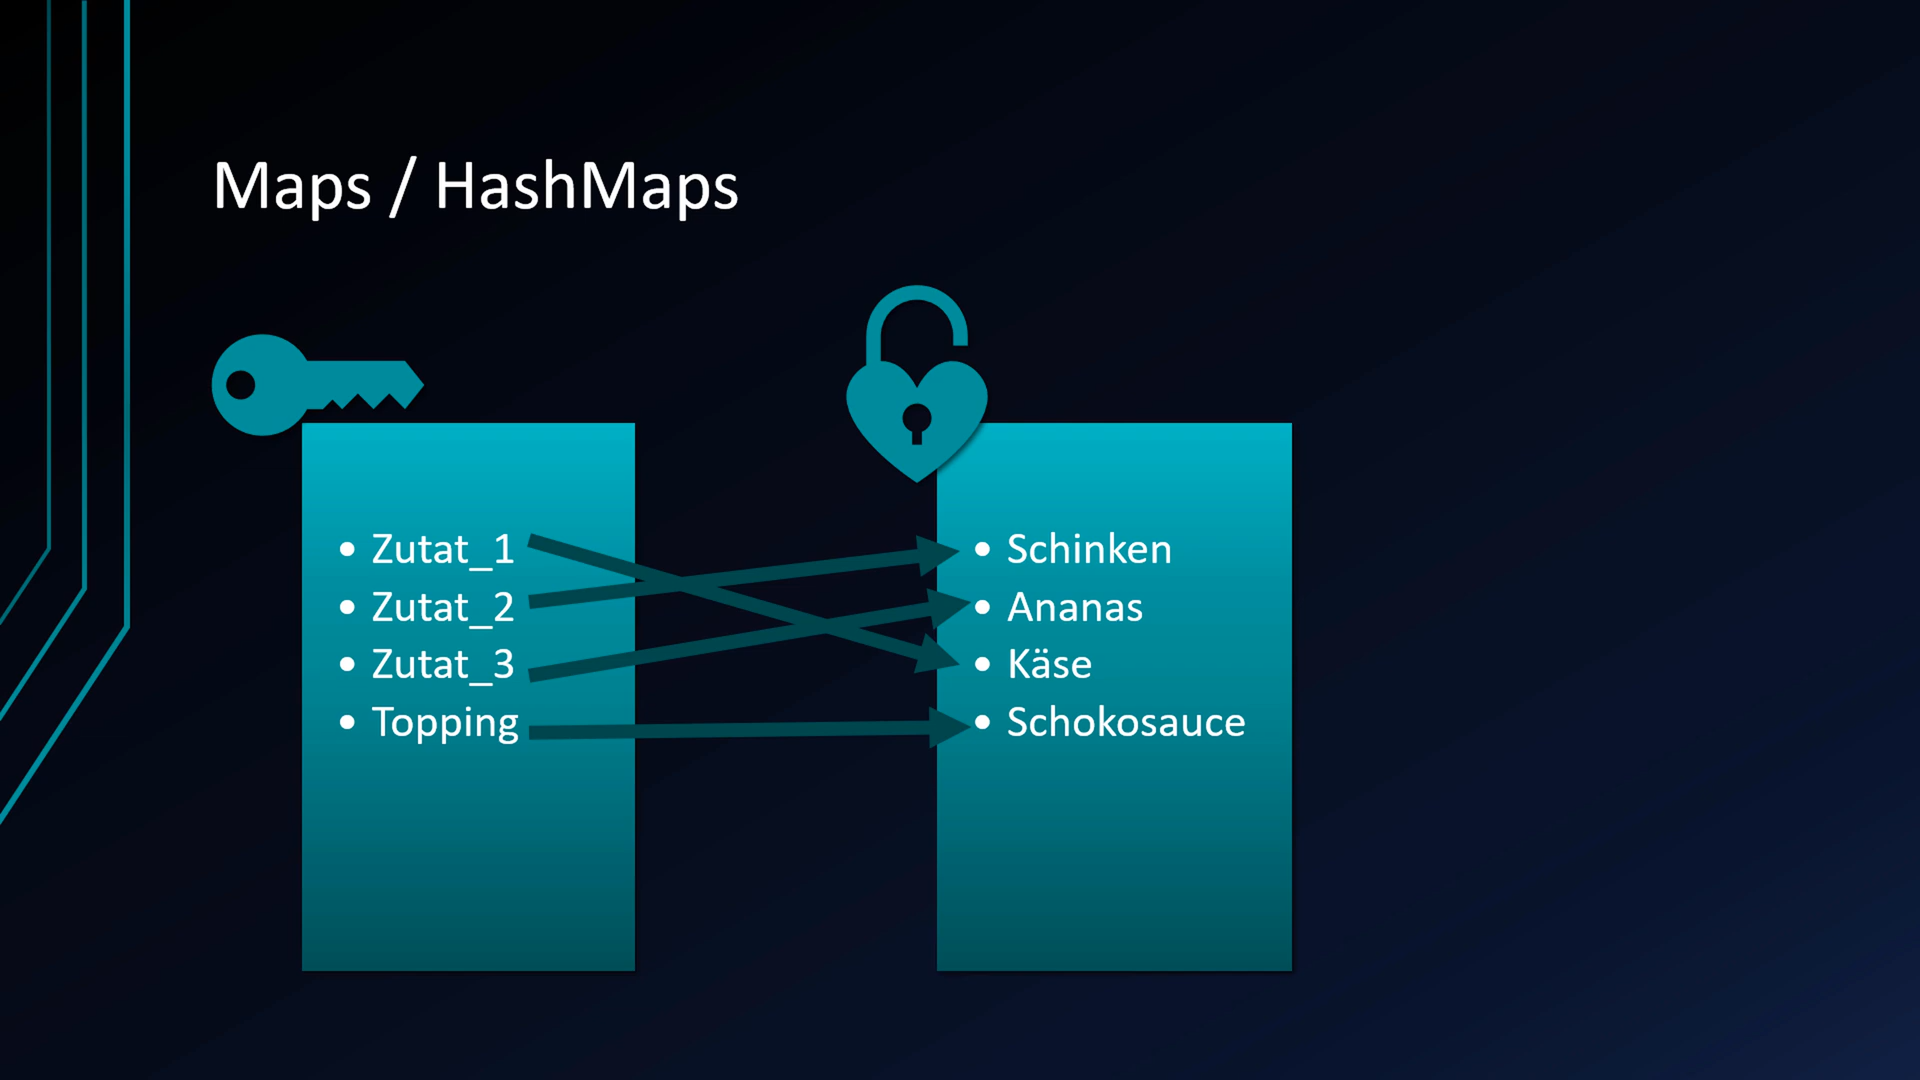 Maps / HashMaps
• Zutat_1
• Zutat_2
• Zutat_3
• Topping
• Schinken
• Ananas
• Käse
• Schokosauce